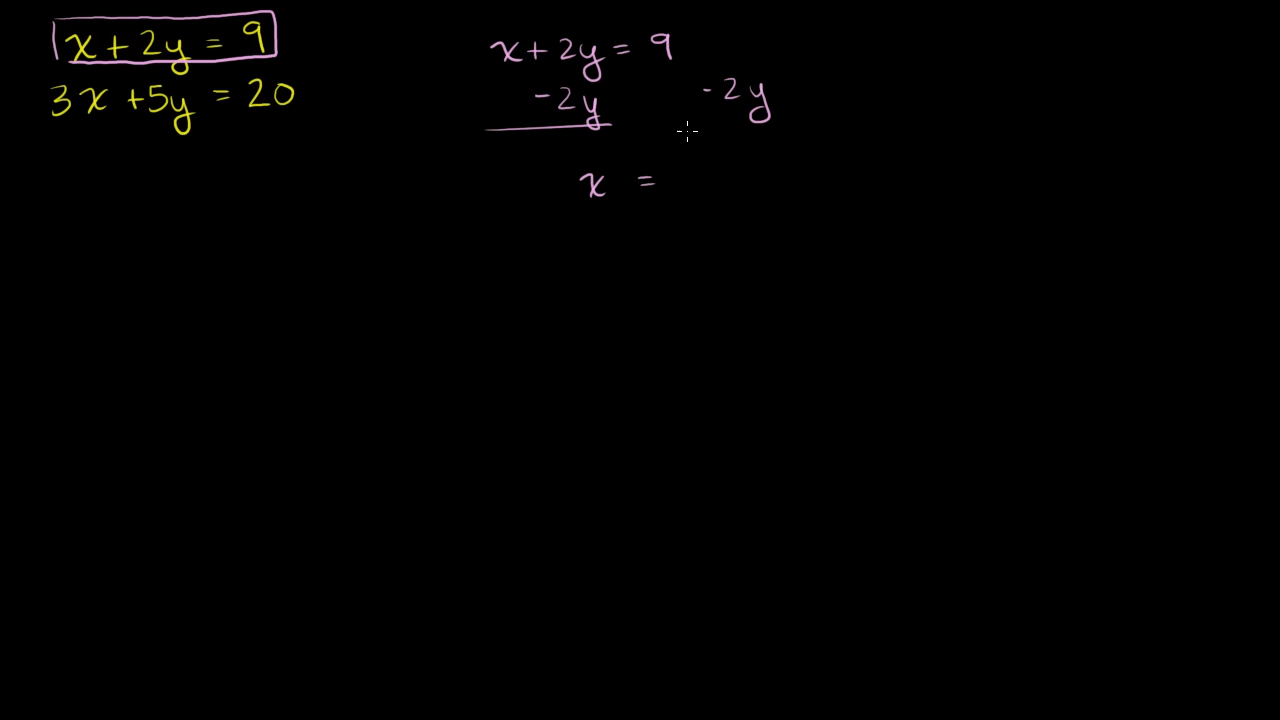 x + 2y = 9
3x + 5y = 20
x + 2y = 9
- 2y - 2y
x =